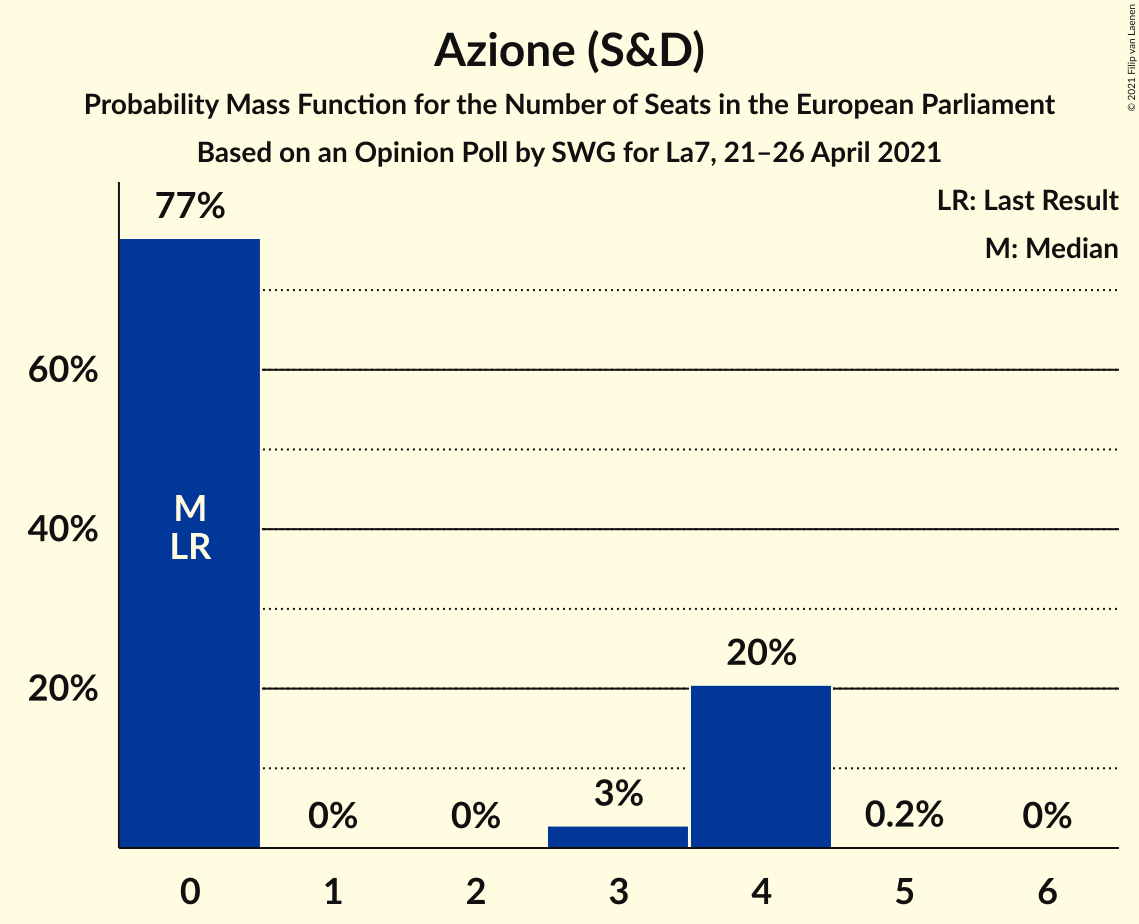 Azione (S&D)
Probability Mass Function for the Number of Seats in the European Parliament
Based on an Opinion Poll by SWG for La7, 21–26 April 2021
© 2021 Filip van Laenen
LR: Last Result
M: Median
77%
60%
40%
20%
M
LR
0%
0%
3%
20%
0.2%
0%
0 1 2 3 4 5 6